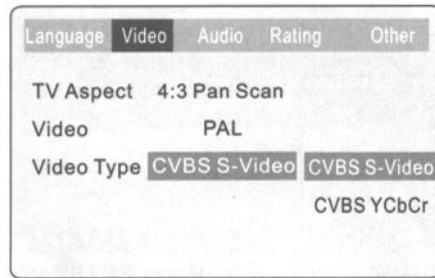 Language Video Audio Rating Other
TV Aspect 4:3 Pan Scan
Video PAL
Video Type CVBS S-Video CVBS S-Video
CVBS YCbCr